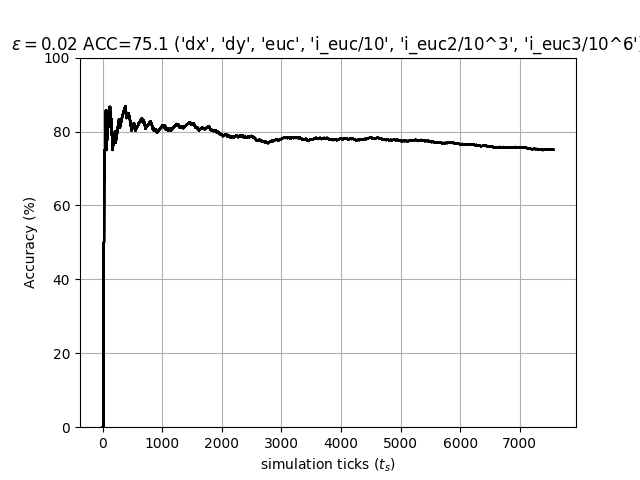 ε = 0.02 ACC=75.1 ('dx', 'dy', 'euc', 'i_euc/10', 'i_euc2/10^3', 'i_euc3/10^6')
100
80
60
40
20
0
Accuracy (%)
0 1000 2000 3000 4000 5000 6000 7000
simulation ticks (tₛ)